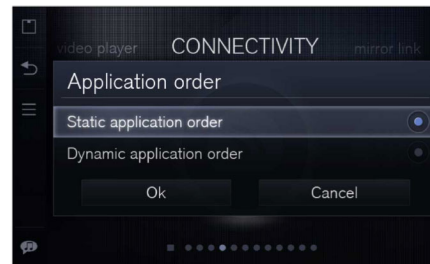 video player CONNECTIVITY mirror link
Application order
Static application order
Dynamic application order
Ok Cancel